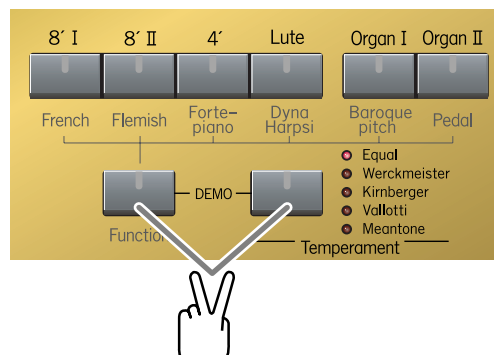 8´ I 8´ II 4´ Lute Organ I Organ II
French Flemish Forte-
piano Dyna
Harpsi Baroque
pitch Pedal
Equal
Werckmeister
Kirnberger
Vallotti
Meantone
DEMO
Function
Temperament